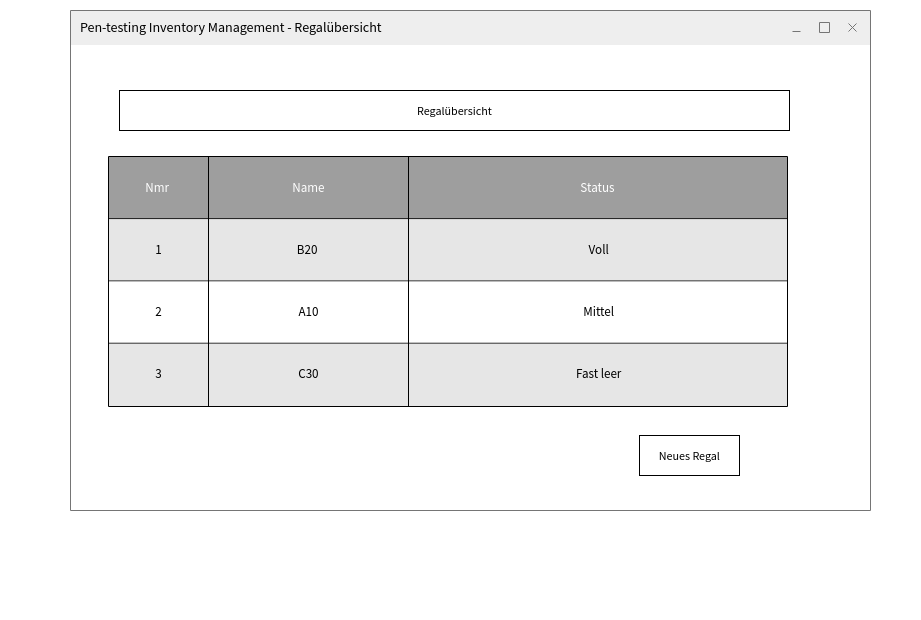 Pen-testing Inventory Management - Regalübersicht
Regalübersicht
Nmr Name Status
1 B20 Voll
2 A10 Mittel
3 C30 Fast leer
Neues Regal